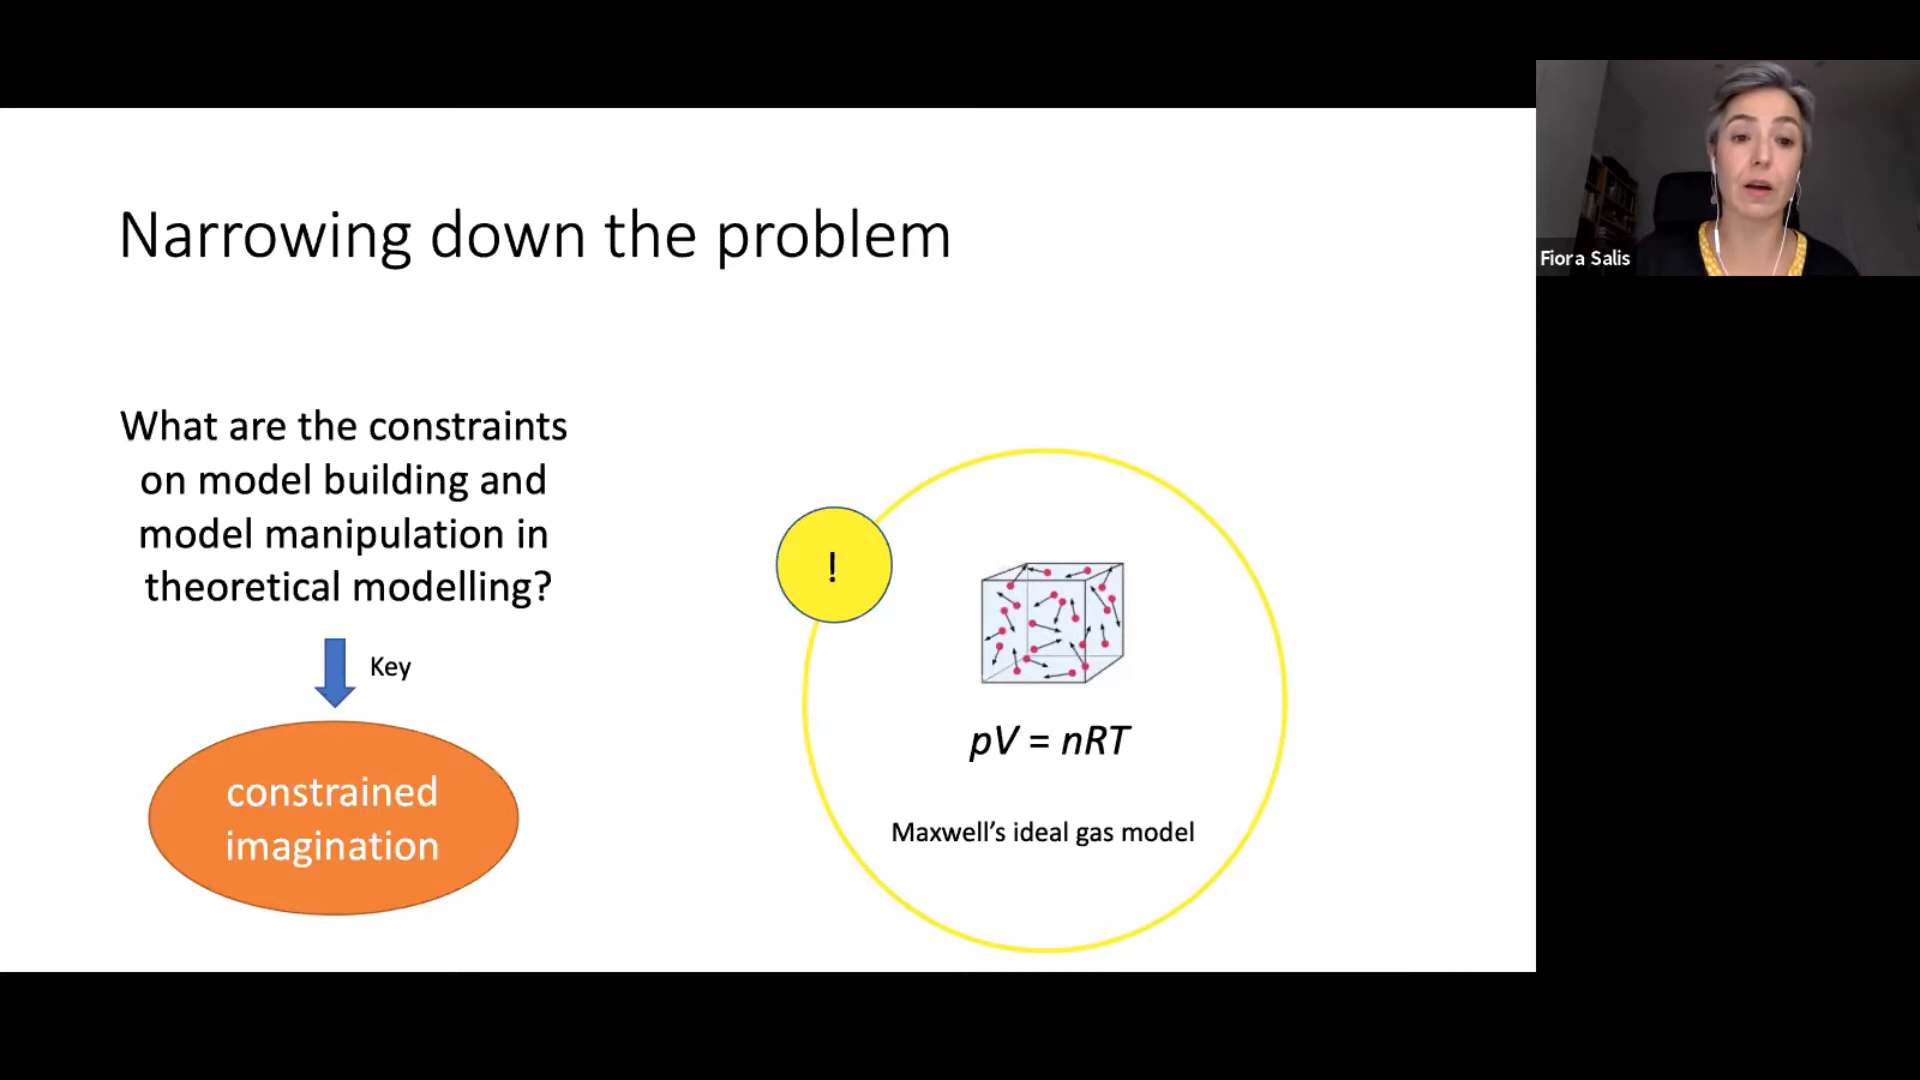 Narrowing down the problem
What are the constraints
on model building and
model manipulation in
theoretical modelling?
Key
constrained
imagination
!
pV = nRT
Maxwell’s ideal gas model
Fiora Salis